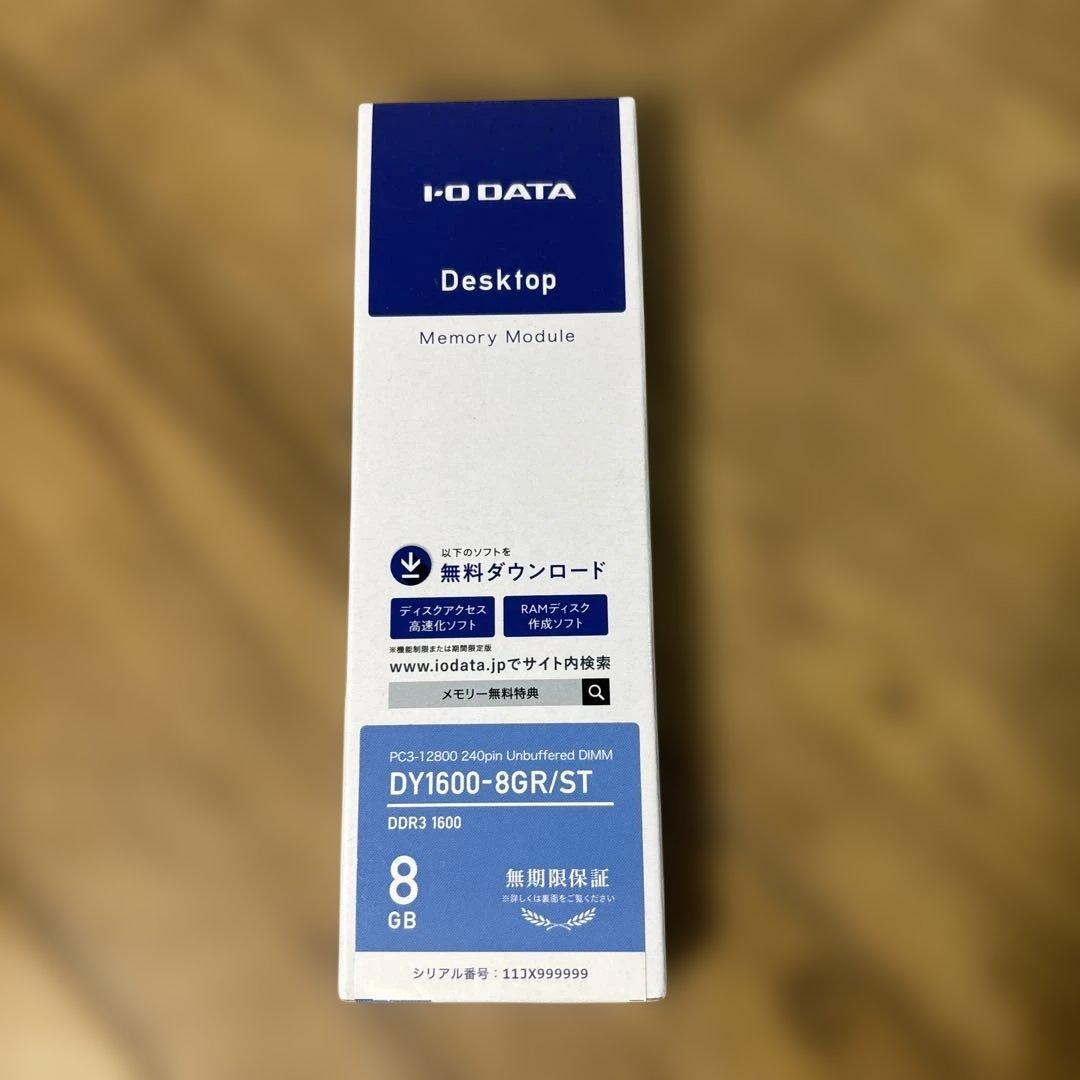 I-O DATA
Desktop
Memory Module
以下のソフトを
無料ダウンロード
ディスクアクセス
高速化ソフト
RAMディスク
作成ソフト
※機能制限または期間限定版
www.iodata.jpでサイト内検索
メモリー無料特典
PC3-12800 240pin Unbuffered DIMM
DY1600-8GR/ST
DDR3 1600
8
GB
無期限保証
※詳しくは裏面をご覧ください
シリアル番号：11JX999999